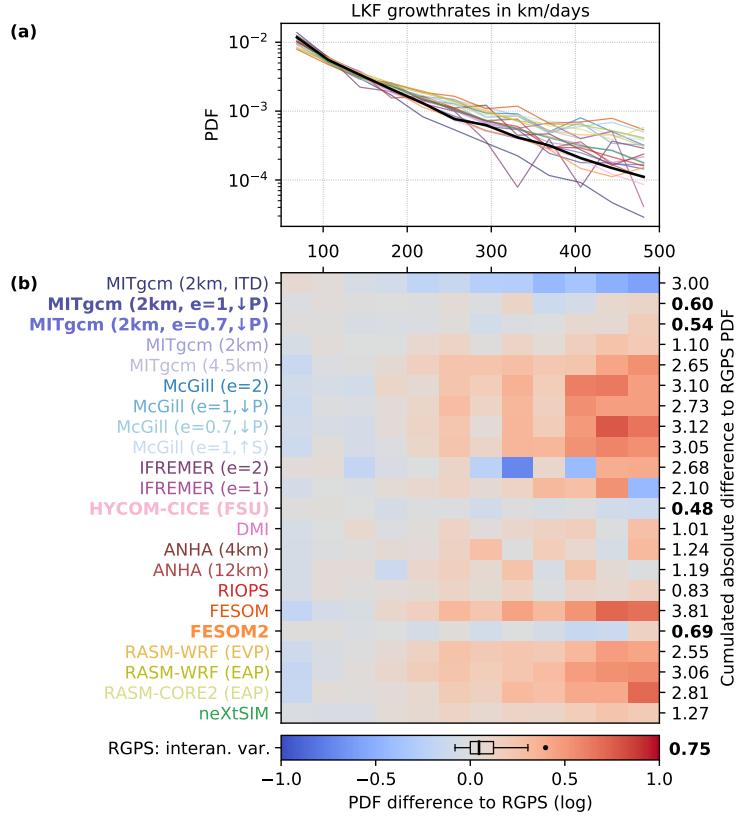 LKF growthrates in km/days
(a)
PDF
10⁻²
10⁻³
10⁻⁴
100 200 300 400 500
(b)
MITgcm (2km, ITD) 3.00
MITgcm (2km, e=1,↓P) 0.60
MITgcm (2km, e=0.7,↓P) 0.54
MITgcm (2km) 1.10
MITgcm (4.5km) 2.65
McGill (e=2) 3.10
McGill (e=1,↓P) 2.73
McGill (e=0.7,↓P) 3.12
McGill (e=1,↑S) 3.05
IFREMER (e=2) 2.68
IFREMER (e=1) 2.10
HYCOM-CICE (FSU) 0.48
DMI 1.01
ANHA (4km) 1.24
ANHA (12km) 1.19
RIOPS 0.83
FESOM 3.81
FESOM2 0.69
RASM-WRF (EVP) 2.55
RASM-WRF (EAP) 3.06
RASM-CORE2 (EAP) 2.81
neXtSIM 1.27
Cumulated absolute difference to RGPS PDF
RGPS: interan. var. 0.75
−1.0 −0.5 0.0 0.5 1.0
PDF difference to RGPS (log)